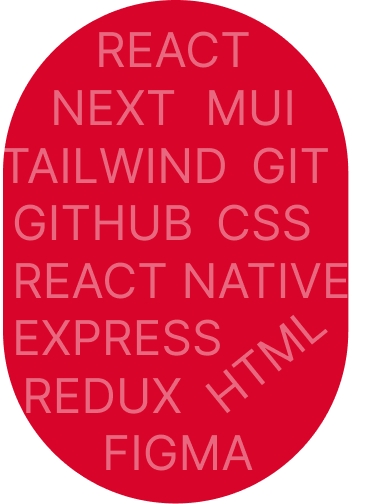 REACT
NEXT MUI
TAILWIND GIT
GITHUB CSS
REACT NATIVE
EXPRESS
HTML
REDUX
FIGMA